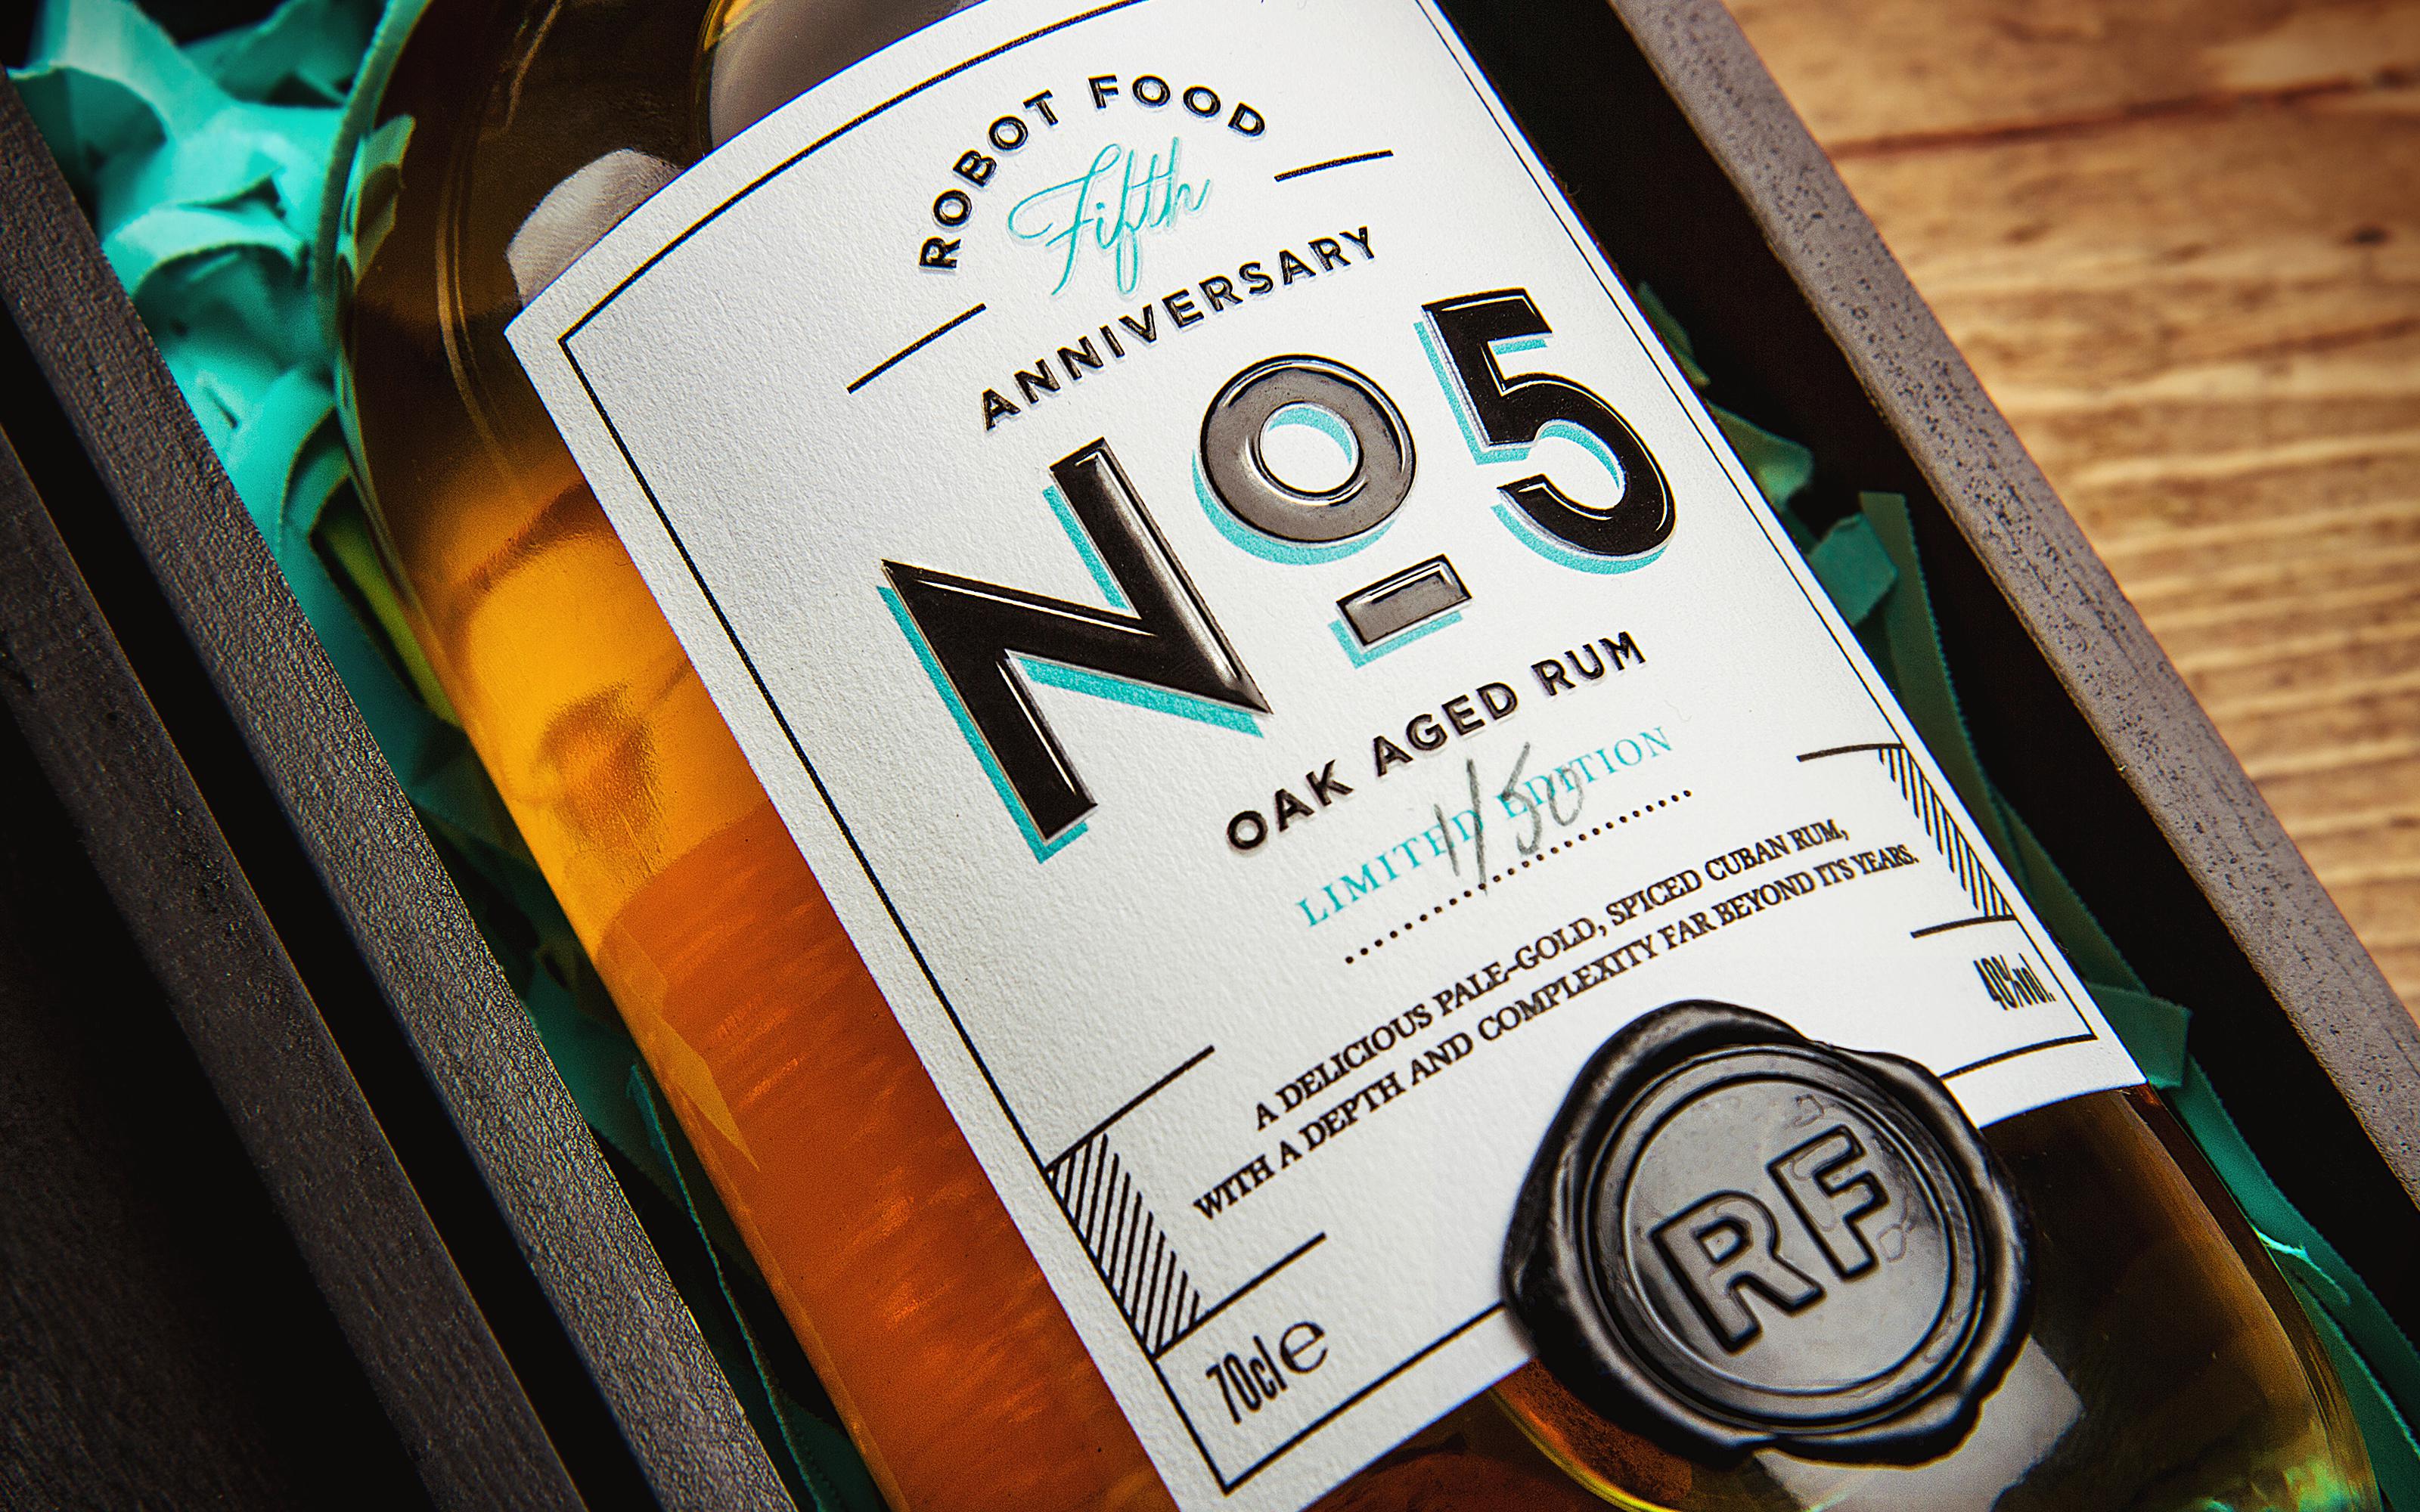 ROBOT FOOD
Fifth
ANNIVERSARY
No 5
OAK AGED RUM
LIMITED EDITION
1/50
A DELICIOUS PALE-GOLD, SPICED CUBAN RUM,
WITH A DEPTH AND COMPLEXITY FAR BEYOND ITS YEARS.
40%vol.
70cl e
RF